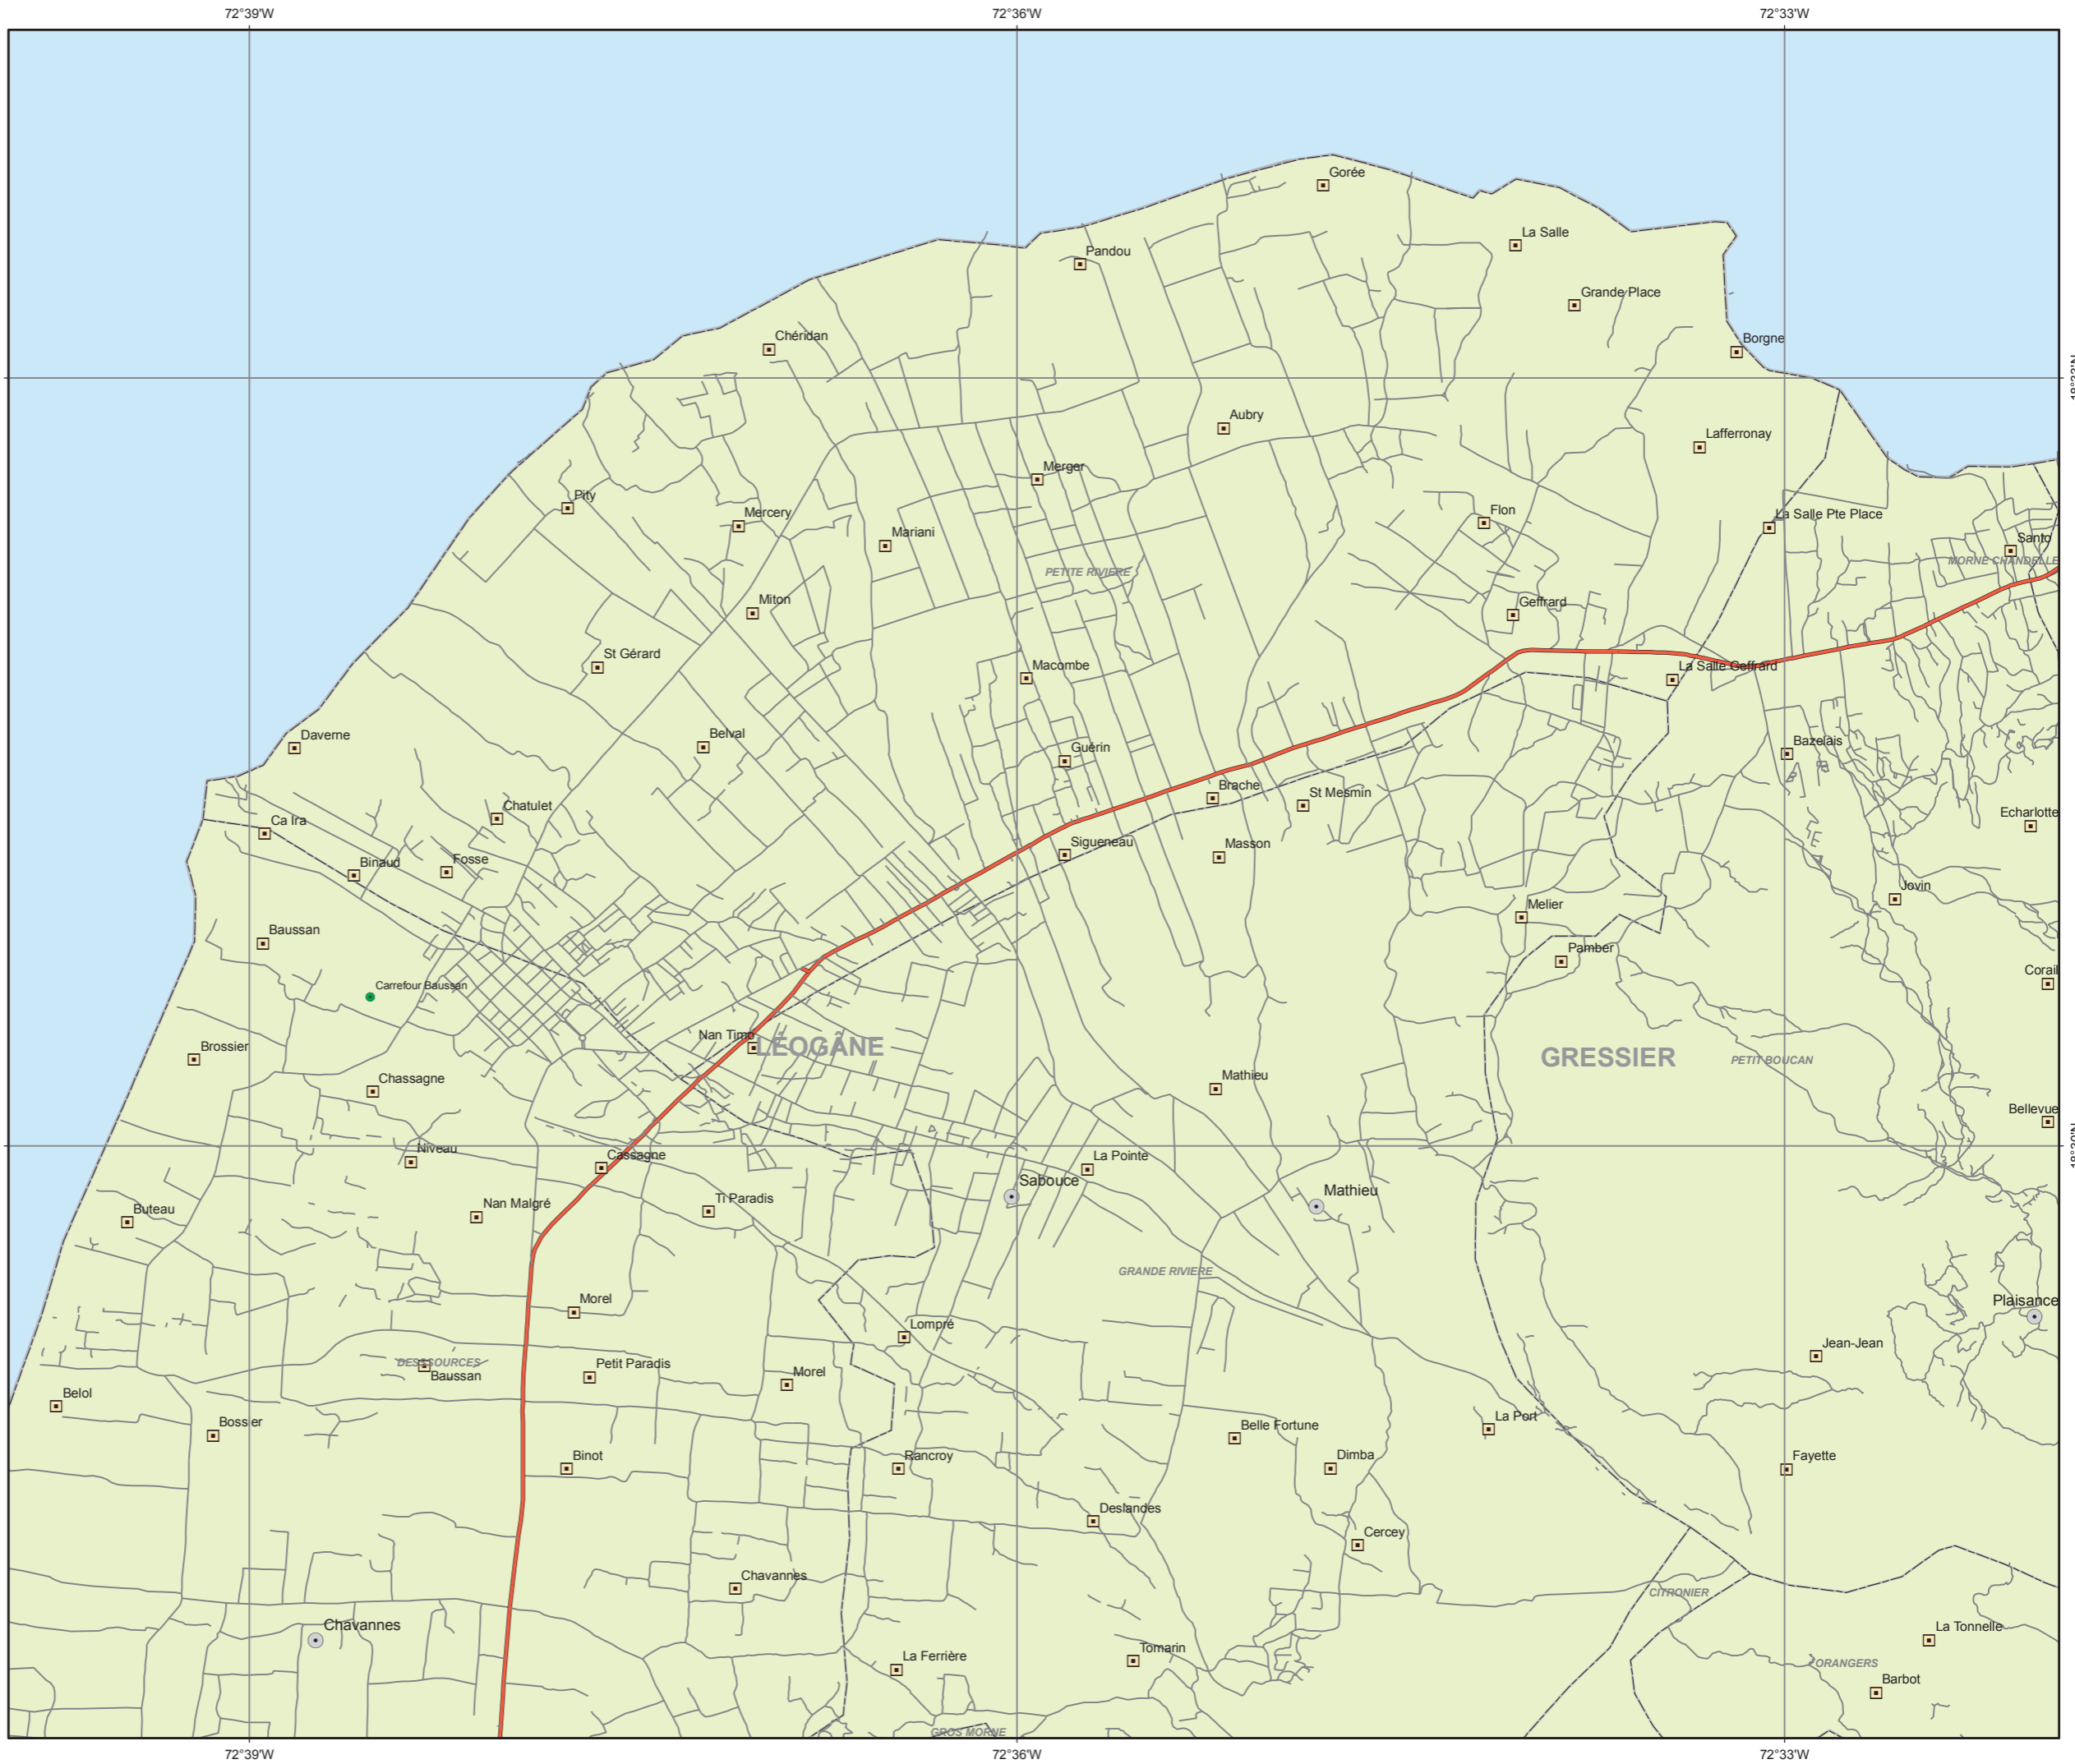 72°39'W 72°36'W 72°33'W
Gorée
La Salle
Pandou
Grande Place
Chéridan
Borgne
Aubry
Lafferronay
Merger
Pity
Mercery
Flon
La Salle Pte Place
Mariani
Santo
MORNE CHANDELLE
PETITE RIVIERE
Miton
Geffrard
St Gérard
Macombe
La Salle Geffrard
Daverne
Belval
Guérin
Bazelais
Brache
St Mesmin
Chatulet
Echarlotte
Ca Ira
Sigueneau
Masson
Binaud
Fosse
Jovin
Melier
Baussan
Pamber
Corail
Carrefour Baussan
Nan Timo
LÉOGÂNE
GRESSIER
Brossier
PETIT BOUCAN
Chassagne
Mathieu
Bellevue
Niveau
Cassagne
La Pointe
Sabouce
Mathieu
Nan Malgré
Ti Paradis
Buteau
GRANDE RIVIERE
Morel
Plaisance
Lompré
Jean-Jean
DESSSOURCES
Baussan
Petit Paradis
Morel
Belol
Bossier
La Port
Belle Fortune
Binot
Rancroy
Dimba
Fayette
Deslandes
Cercey
Chavannes
CITRONIER
Chavannes
La Tonnelle
La Ferrière
Tomarin
ORANGERS
Barbot
GROS MORNE
72°39'W 72°36'W 72°33'W